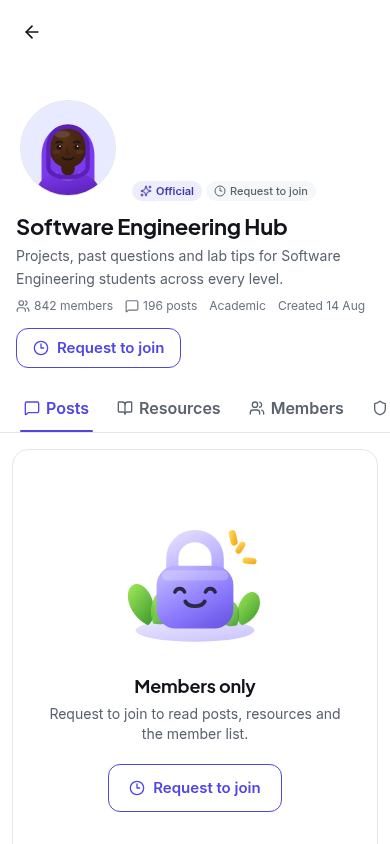 Official
Request to join
Software Engineering Hub
Projects, past questions and lab tips for Software
Engineering students across every level.
842 members 196 posts Academic Created 14 Aug
Request to join
Posts Resources Members
Members only
Request to join to read posts, resources and
the member list.
Request to join